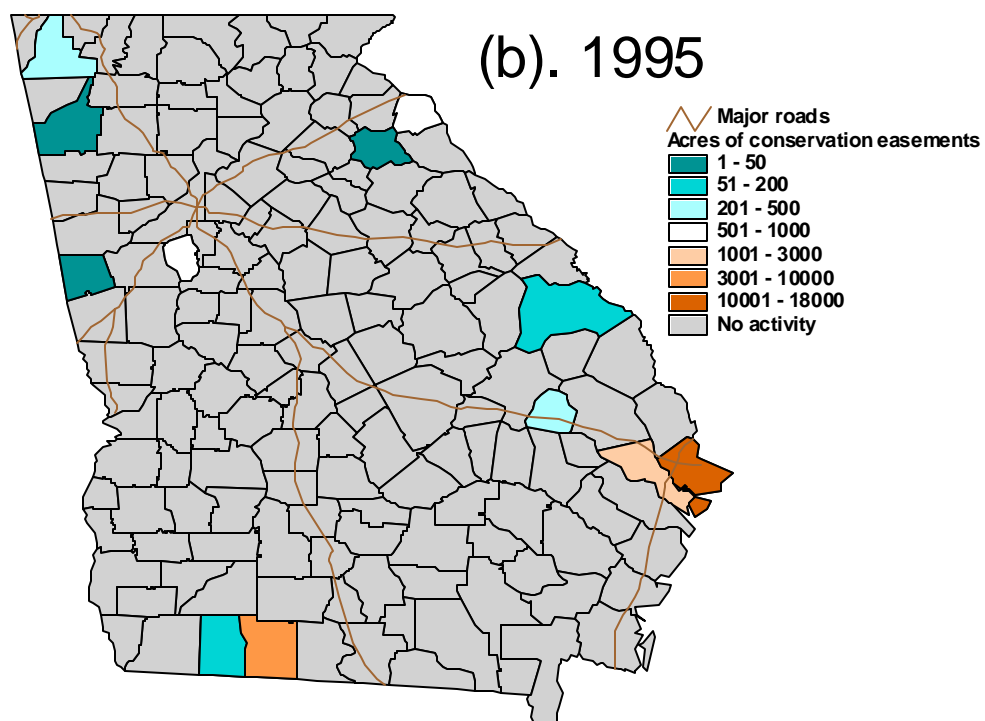 (b). 1995
Major roads
Acres of conservation easements
1 - 50
51 - 200
201 - 500
501 - 1000
1001 - 3000
3001 - 10000
10001 - 18000
No activity